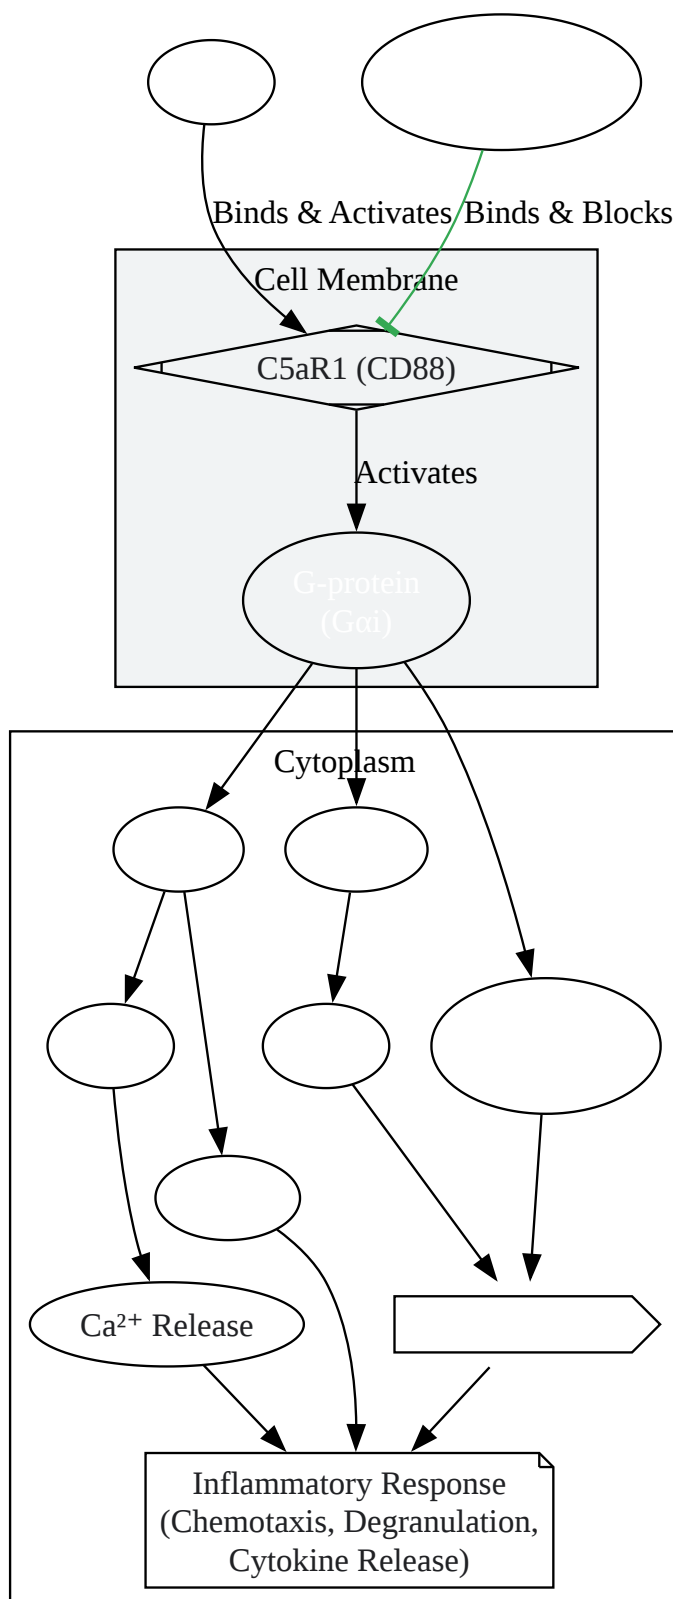 Binds & Activates
Binds & Blocks
Cell Membrane
C5aR1 (CD88)
Activates
G-protein
(Gαi)
Cytoplasm
Ca²⁺ Release
Inflammatory Response
(Chemotaxis, Degranulation,
Cytokine Release)